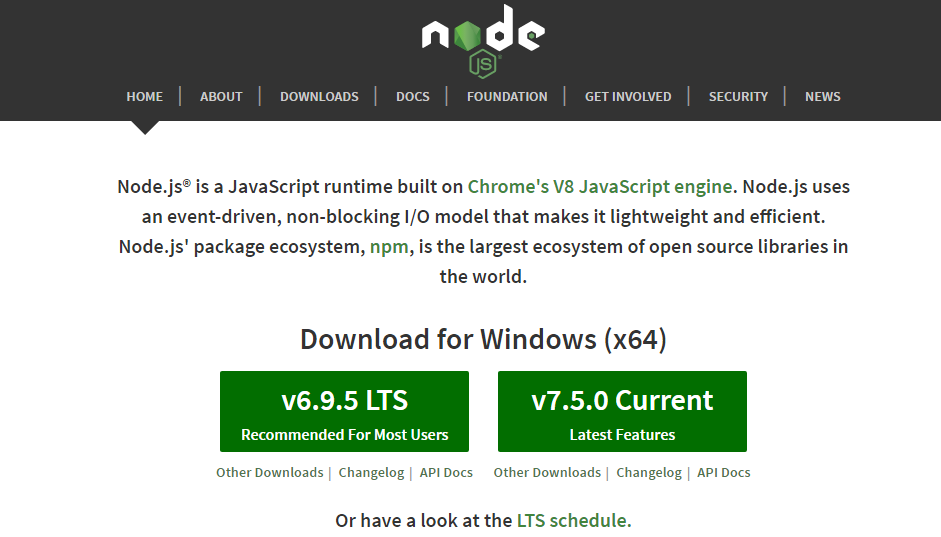 node
JS
HOME | ABOUT | DOWNLOADS | DOCS | FOUNDATION | GET INVOLVED | SECURITY | NEWS
Node.js® is a JavaScript runtime built on Chrome's V8 JavaScript engine. Node.js uses
an event-driven, non-blocking I/O model that makes it lightweight and efficient.
Node.js' package ecosystem, npm, is the largest ecosystem of open source libraries in
the world.
Download for Windows (x64)
v6.9.5 LTS
Recommended For Most Users
v7.5.0 Current
Latest Features
Other Downloads | Changelog | API Docs
Other Downloads | Changelog | API Docs
Or have a look at the LTS schedule.